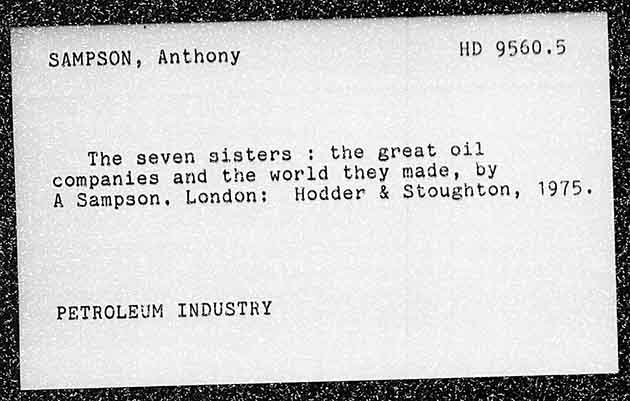 SAMPSON, Anthony HD 9560.5
The seven sisters : the great oil
companies and the world they made, by
A Sampson. London: Hodder & Stoughton, 1975.
PETROLEUM INDUSTRY